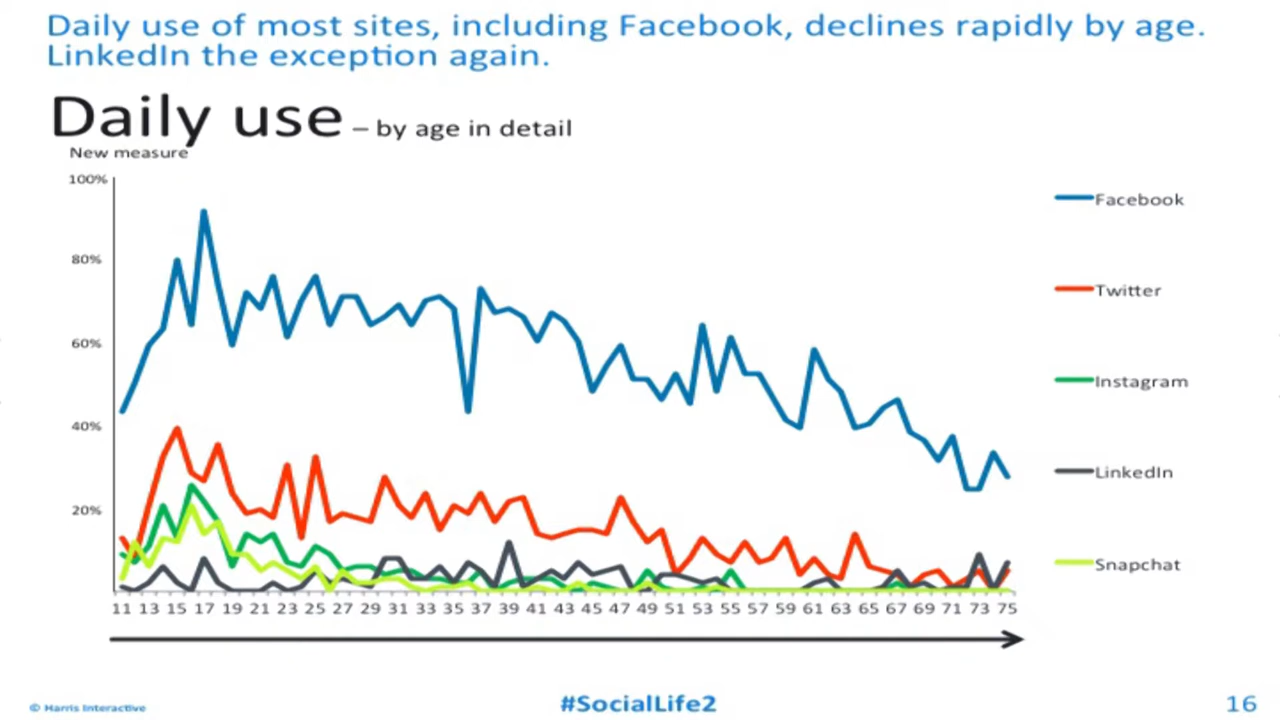 Daily use of most sites, including Facebook, declines rapidly by age.
LinkedIn the exception again.
Daily use – by age in detail
New measure
100%
80%
60%
40%
20%
Facebook
Twitter
Instagram
LinkedIn
Snapchat
11 13 15 17 19 21 23 25 27 29 31 33 35 37 39 41 43 45 47 49 51 53 55 57 59 61 63 65 67 69 71 73 75
© Harris Interactive
#SocialLife2
16